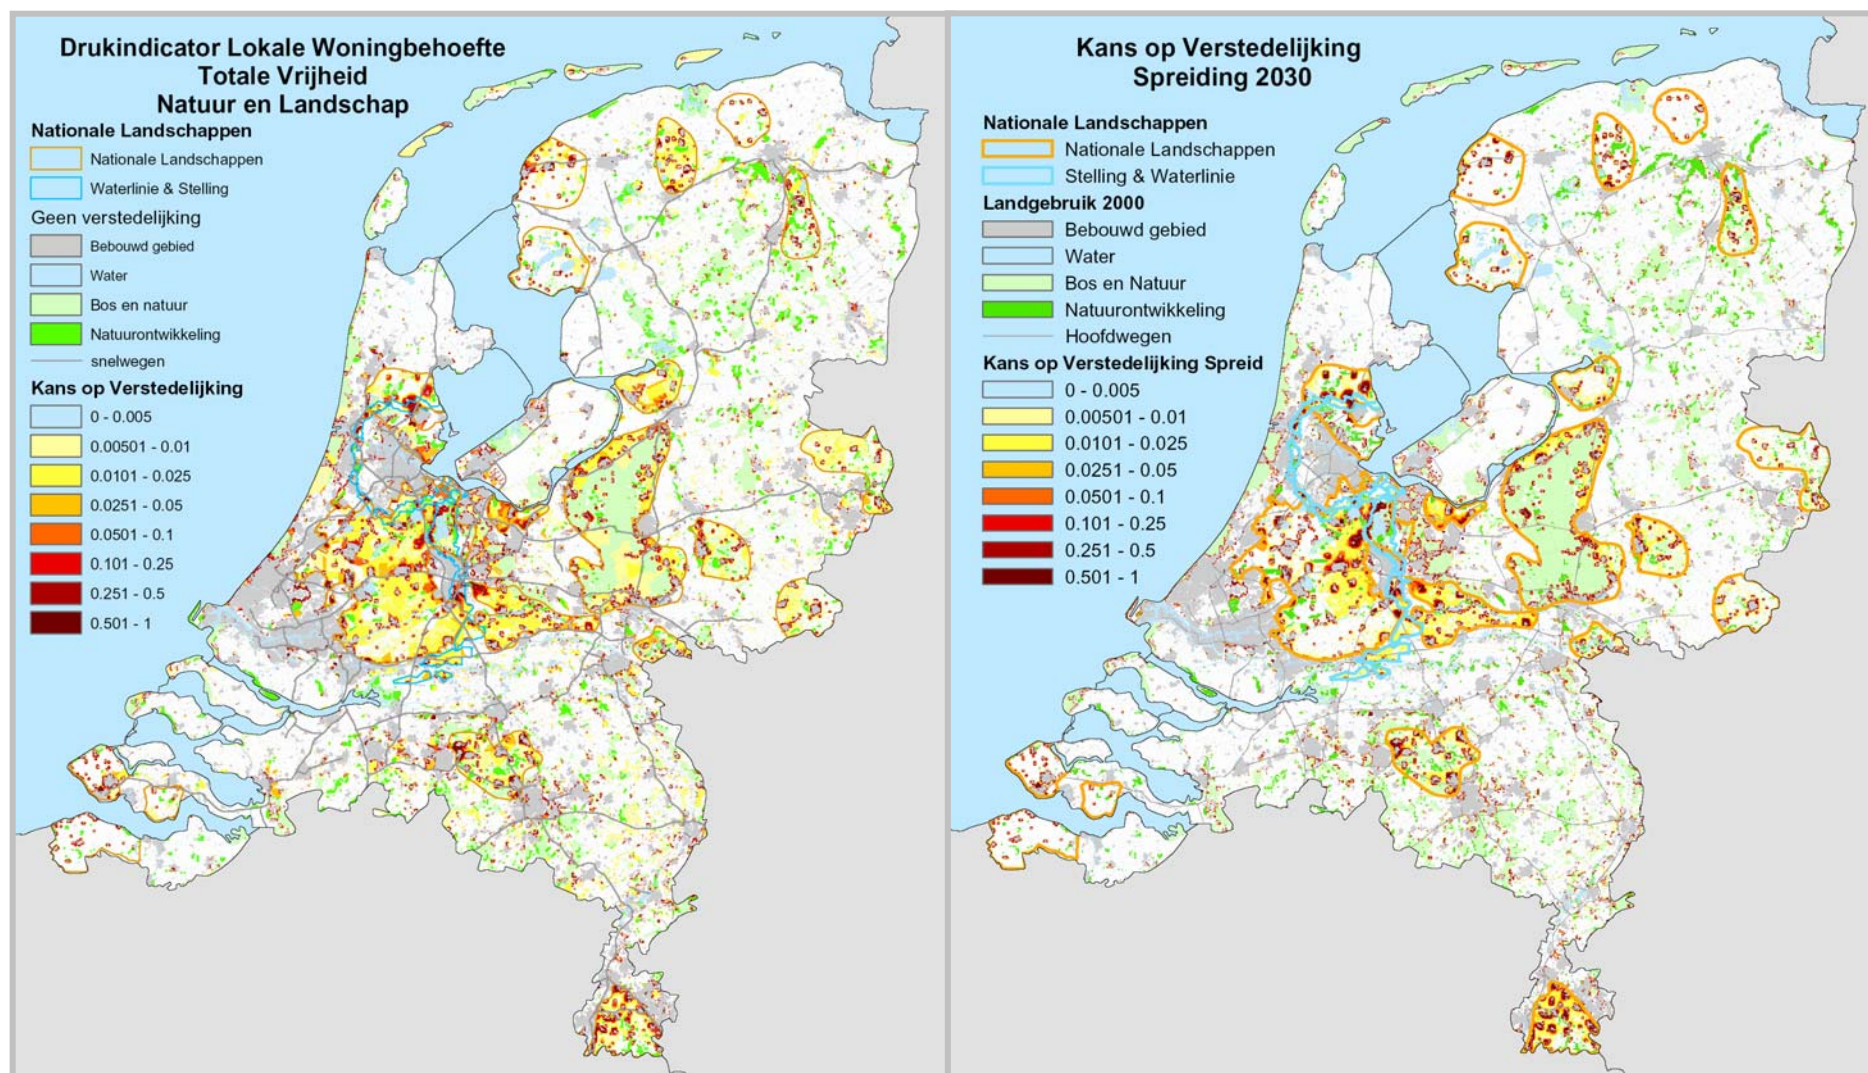 Drukindicator Lokale Woningbehoefte
Totale Vrijheid
Natuur en Landschap
Nationale Landschappen
Nationale Landschappen
Waterlinie & Stelling
Geen verstedelijking
Bebouwd gebied
Water
Bos en natuur
Natuurontwikkeling
snelwegen
Kans op Verstedelijking
0 - 0.005
0.00501 - 0.01
0.0101 - 0.025
0.0251 - 0.05
0.0501 - 0.1
0.101 - 0.25
0.251 - 0.5
0.501 - 1
Kans op Verstedelijking
Spreiding 2030
Nationale Landschappen
Nationale Landschappen
Stelling & Waterlinie
Landgebruik 2000
Bebouwd gebied
Water
Bos en Natuur
Natuurontwikkeling
Hoofdwegen
Kans op Verstedelijking Spreid
0 - 0.005
0.00501 - 0.01
0.0101 - 0.025
0.0251 - 0.05
0.0501 - 0.1
0.101 - 0.25
0.251 - 0.5
0.501 - 1